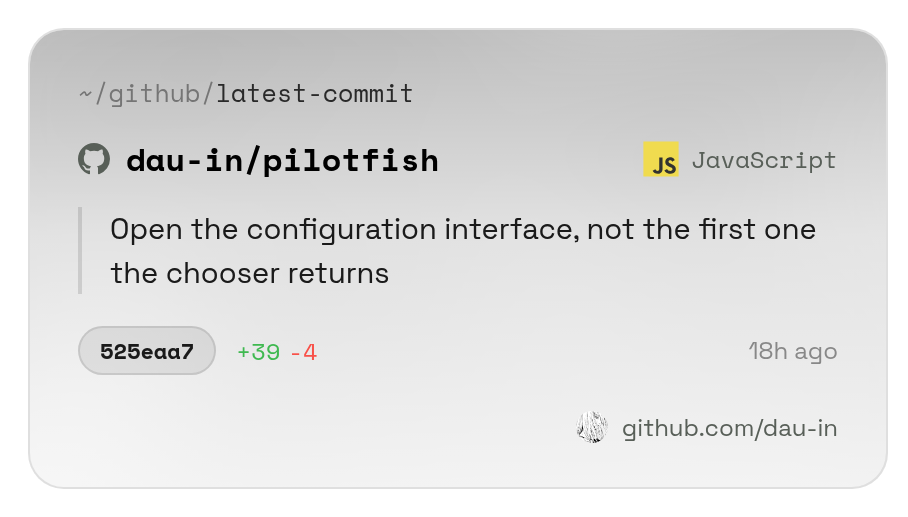 ~/github/latest-commit
dau-in/pilotfish
JS JavaScript
Open the configuration interface, not the first one
the chooser returns
525eaa7 +39 -4 18h ago
github.com/dau-in